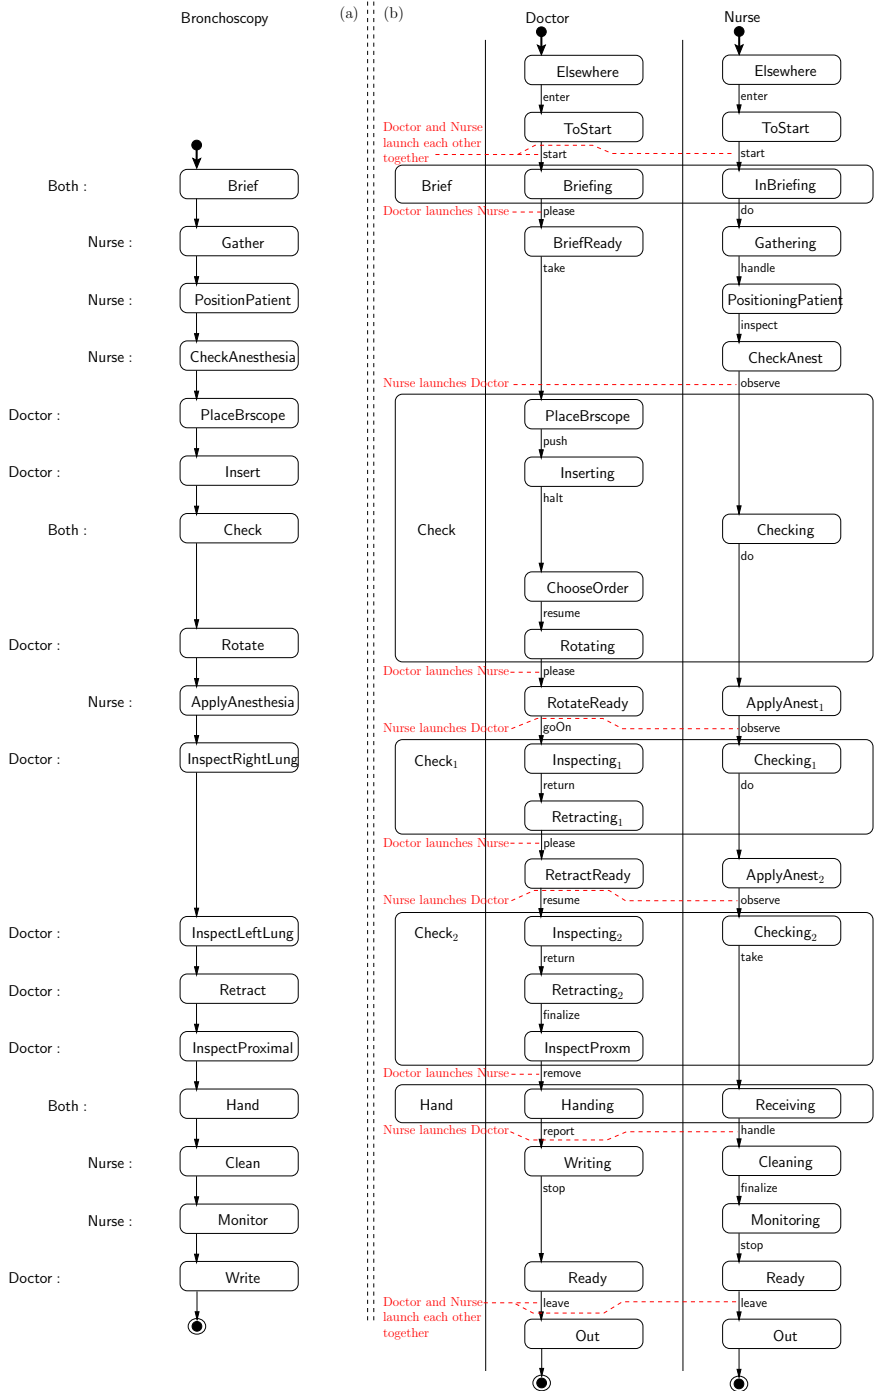 Bronchoscopy
(a)
Both :
Brief
Nurse :
Gather
Nurse :
PositionPatient
Nurse :
CheckAnesthesia
Doctor :
PlaceBrscope
Doctor :
Insert
Both :
Check
Doctor :
Rotate
Nurse :
ApplyAnesthesia
Doctor :
InspectRightLung
Doctor :
InspectLeftLung
Doctor :
Retract
Doctor :
InspectProximal
Both :
Hand
Nurse :
Clean
Nurse :
Monitor
Doctor :
Write
(b)
Doctor
Nurse
Elsewhere
Elsewhere
enter
enter
Doctor and Nurse
launch each other
together
ToStart
ToStart
start
start
Brief
Briefing
InBriefing
Doctor launches Nurse
please
do
BriefReady
Gathering
take
handle
PositioningPatient
inspect
CheckAnest
Nurse launches Doctor
observe
PlaceBrscope
push
Inserting
halt
Check
Checking
do
ChooseOrder
resume
Rotating
Doctor launches Nurse
please
RotateReady
ApplyAnest₁
Nurse launches Doctor
goOn
observe
Check₁
Inspecting₁
Checking₁
return
do
Retracting₁
Doctor launches Nurse
please
RetractReady
ApplyAnest₂
Nurse launches Doctor
resume
observe
Check₂
Inspecting₂
Checking₂
return
take
Retracting₂
finalize
InspectProxm
Doctor launches Nurse
remove
Hand
Handing
Receiving
Nurse launches Doctor
report
handle
Writing
Cleaning
stop
finalize
Monitoring
stop
Ready
Ready
Doctor and Nurse
launch each other
together
leave
leave
Out
Out